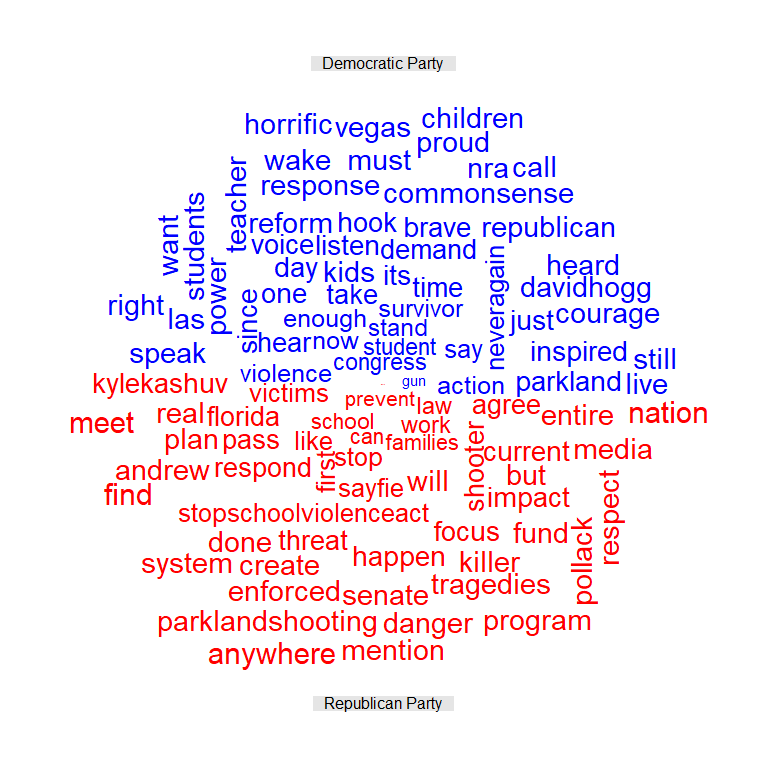 Democratic Party
children
horrific vegas
proud
wake must
nra call
response commonsense
teacher
students
want
reform hook brave republican
voice listen demand
day kids its
heard
neveragain
power
since
one take time
davidhogg
right
las
survivor
enough stand
just courage
shear now student say
speak
congress
inspired still
violence
gun
action parkland live
kylekashuv
victims
prevent law agree entire nation
meet
real florida
school work
plan pass like can families
current media
shooter
andrew respond first stop
but
find
sayfie will
impact
respect
stopschoolviolenceact
pollack
focus fund
done threat
happen killer
system create
tragedies
enforced senate
parklandshooting danger program
anywhere mention
Republican Party